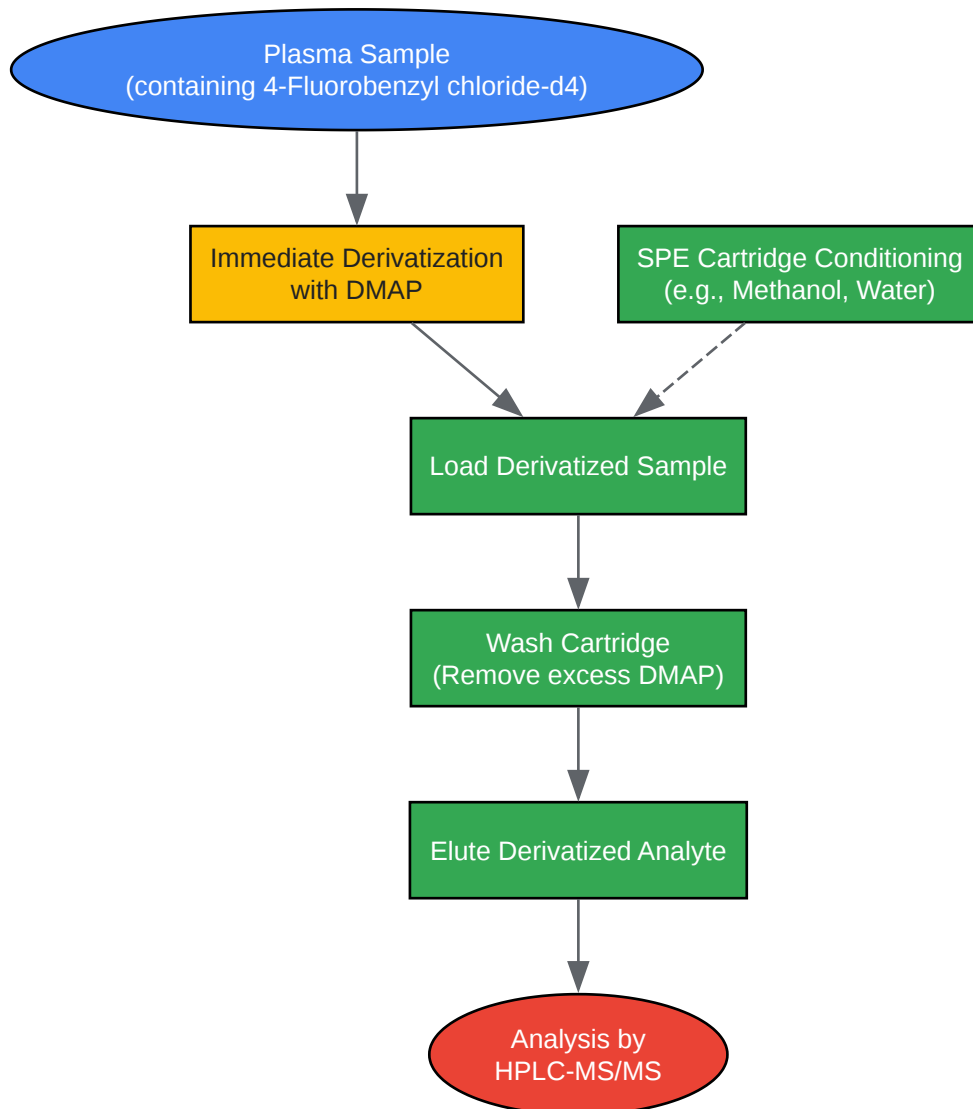 Plasma Sample
(containing 4-Fluorobenzyl chloride-d4)
Immediate Derivatization
with DMAP
SPE Cartridge Conditioning
(e.g., Methanol, Water)
Load Derivatized Sample
Wash Cartridge
(Remove excess DMAP)
Elute Derivatized Analyte
Analysis by
HPLC-MS/MS